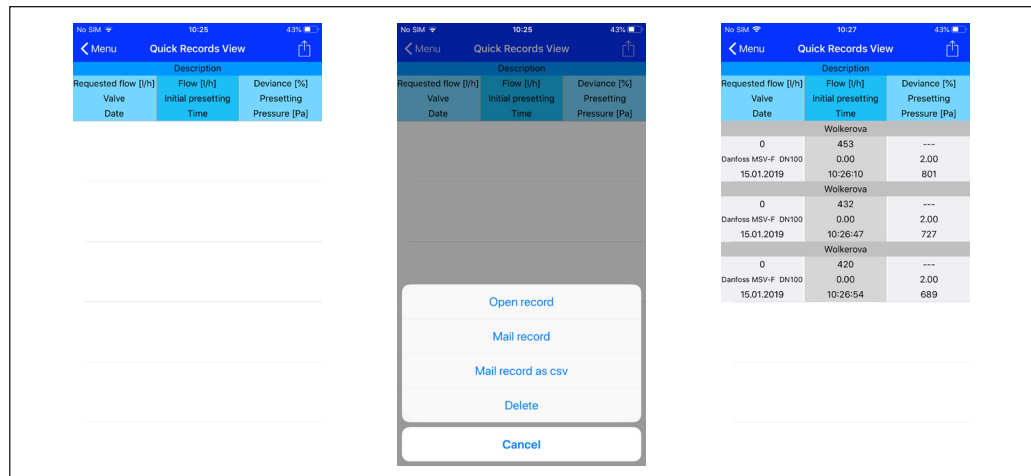 No SIM 10:25 43%
Menu Quick Records View
Description
Requested flow [l/h] Flow [l/h] Deviance [%]
Valve Initial presetting Presetting
Date Time Pressure [Pa]
No SIM 10:25 43%
Menu Quick Records View
Description
Requested flow [l/h] Flow [l/h] Deviance [%]
Valve Initial presetting Presetting
Date Time Pressure [Pa]
Open record
Mail record
Mail record as csv
Delete
Cancel
No SIM 10:27 43%
Menu Quick Records View
Description
Requested flow [l/h] Flow [l/h] Deviance [%]
Valve Initial presetting Presetting
Date Time Pressure [Pa]
Wolkerova
0 453 ---
Danfoss MSV-F DN100 0.00 2.00
15.01.2019 10:26:10 801
Wolkerova
0 432 ---
Danfoss MSV-F DN100 0.00 2.00
15.01.2019 10:26:47 727
Wolkerova
0 420 ---
Danfoss MSV-F DN100 0.00 2.00
15.01.2019 10:26:54 689